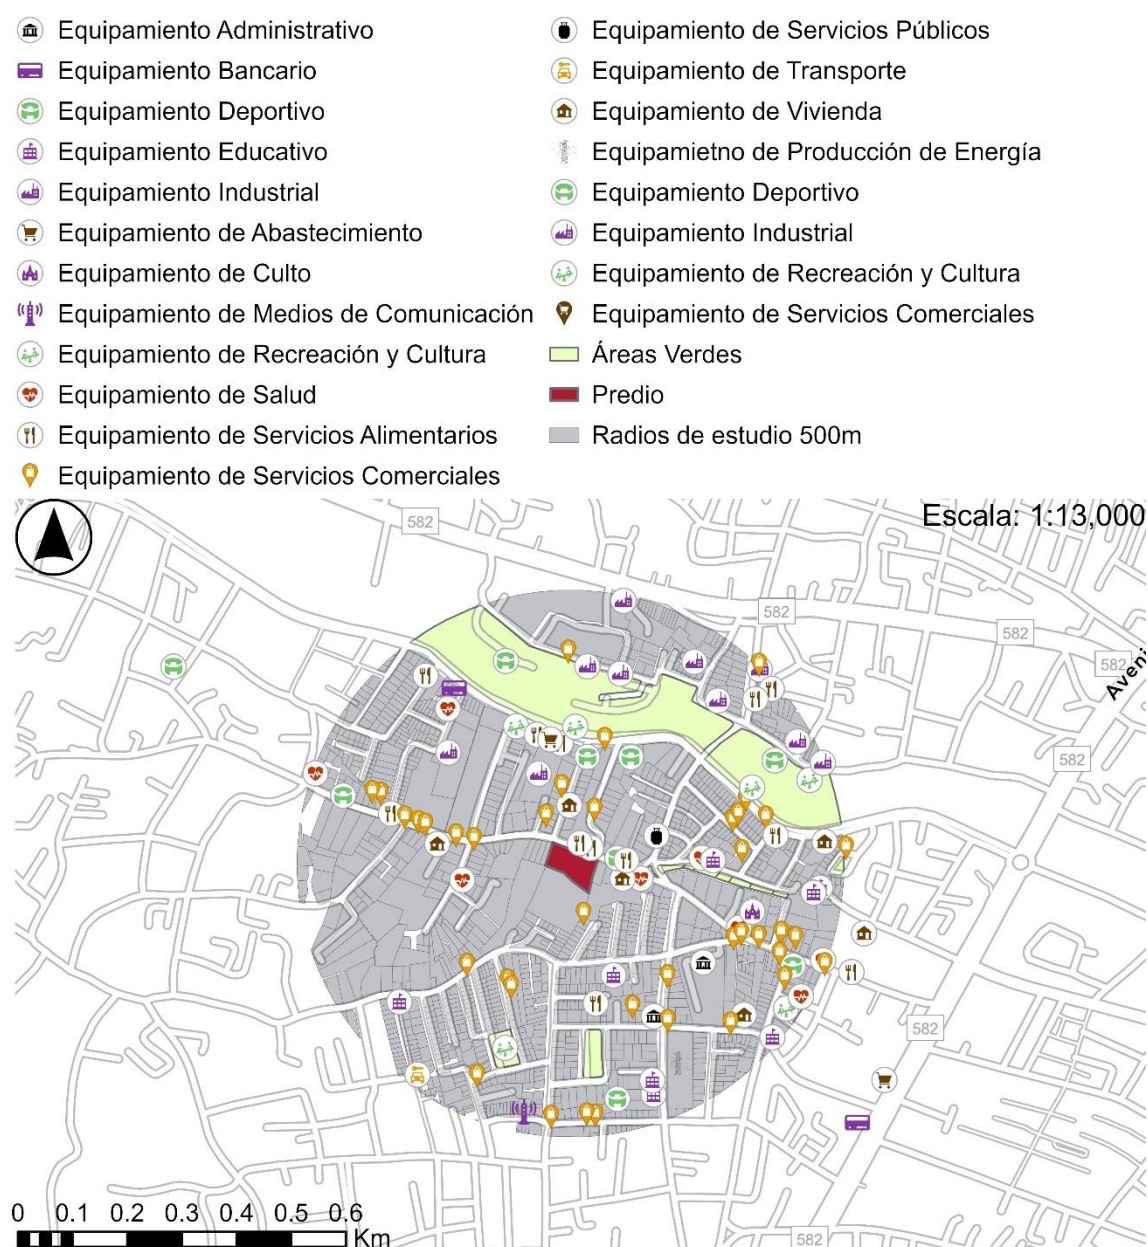 Equipamiento Administrativo
Equipamiento Bancario
Equipamiento Deportivo
Equipamiento Educativo
Equipamiento Industrial
Equipamiento de Abastecimiento
Equipamiento de Culto
Equipamiento de Medios de Comunicación
Equipamiento de Recreación y Cultura
Equipamiento de Salud
Equipamiento de Servicios Alimentarios
Equipamiento de Servicios Comerciales
Equipamiento de Servicios Públicos
Equipamiento de Transporte
Equipamiento de Vivienda
Equipamietno de Producción de Energía
Equipamiento Deportivo
Equipamiento Industrial
Equipamiento de Recreación y Cultura
Equipamiento de Servicios Comerciales
Áreas Verdes
Predio
Radios de estudio 500m
Escala: 1:13,000
582
582
582
582
Aveni
582
582
582
0 0.1 0.2 0.3 0.4 0.5 0.6
Km